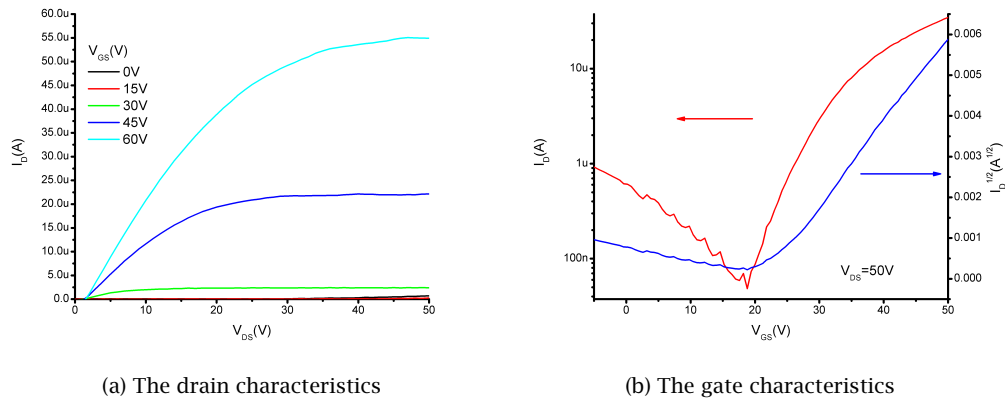 60.0u
55.0u
50.0u
45.0u
40.0u
35.0u
30.0u
25.0u
20.0u
15.0u
10.0u
5.0u
0.0
I_D(A)
V_GS(V)
0V
15V
30V
45V
60V
0 10 20 30 40 50
V_DS(V)
(a) The drain characteristics
10u
1u
100n
I_D(A)
0.006
0.005
0.004
0.003
0.002
0.001
0.000
I_D^1/2(A^1/2)
V_DS=50V
0 10 20 30 40 50
V_GS(V)
(b) The gate characteristics